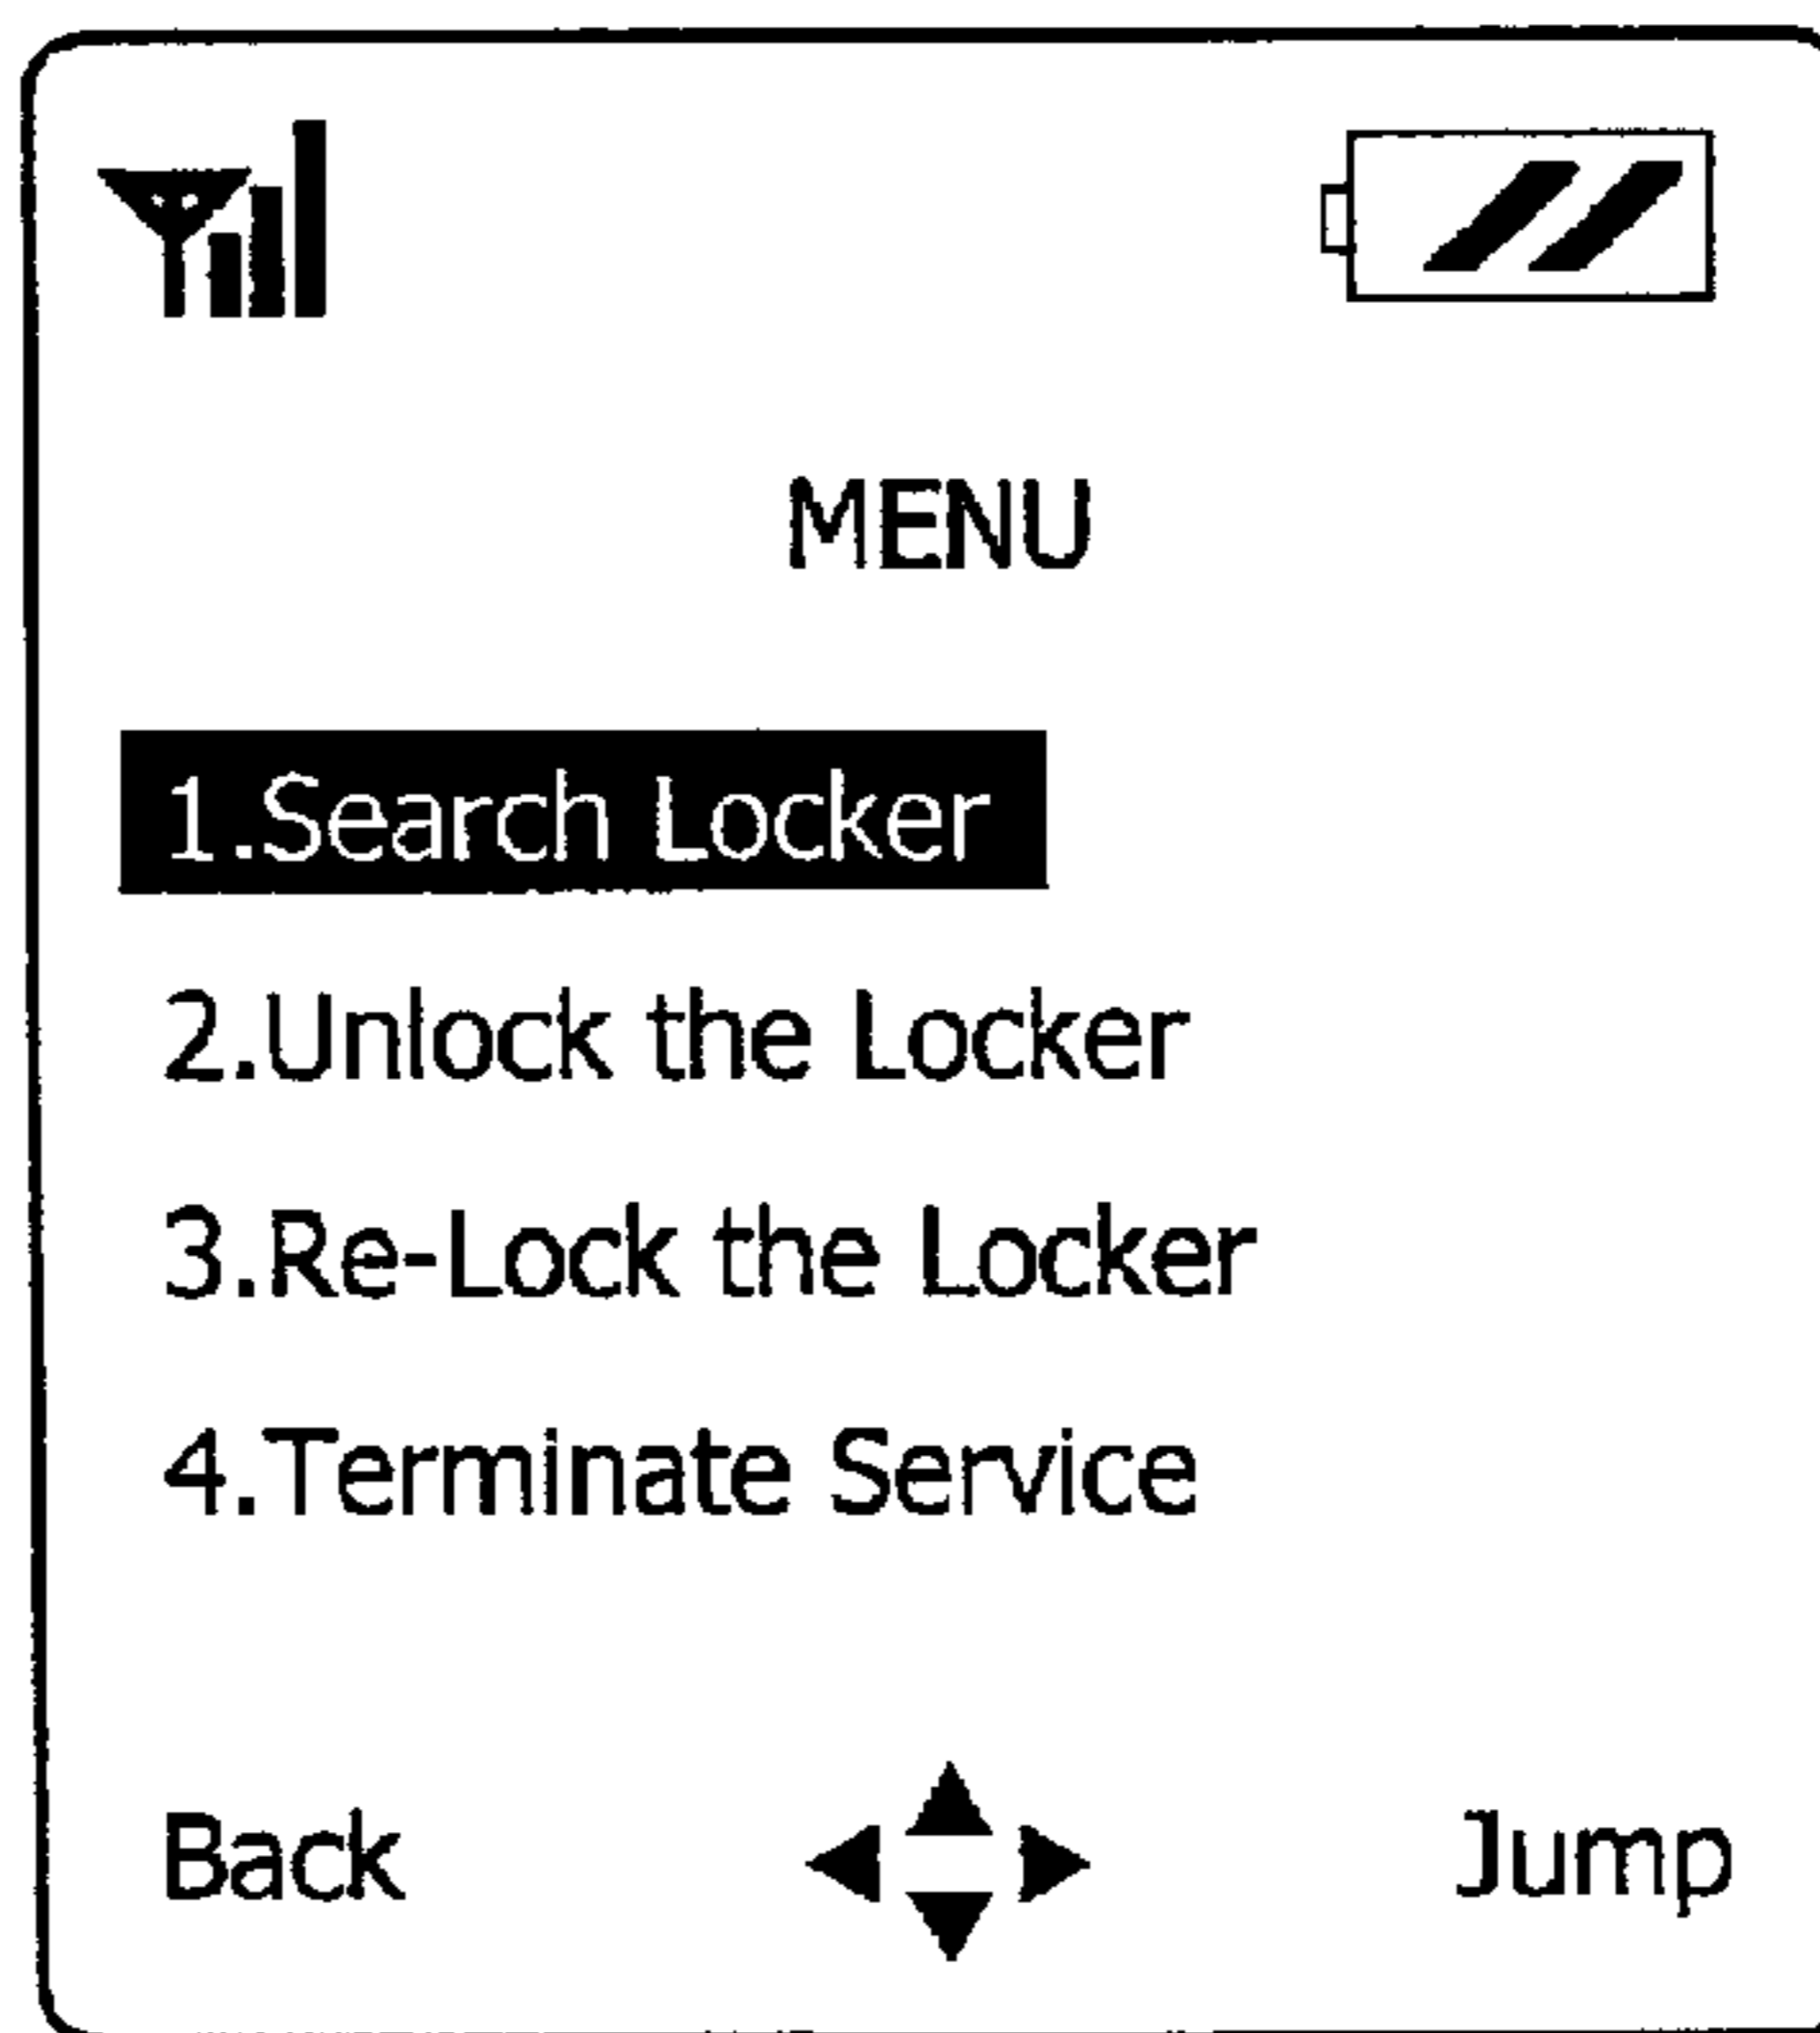 MENU
1.Search Locker
2.Unlock the Locker
3.Re-Lock the Locker
4.Terminate Service
Back Jump